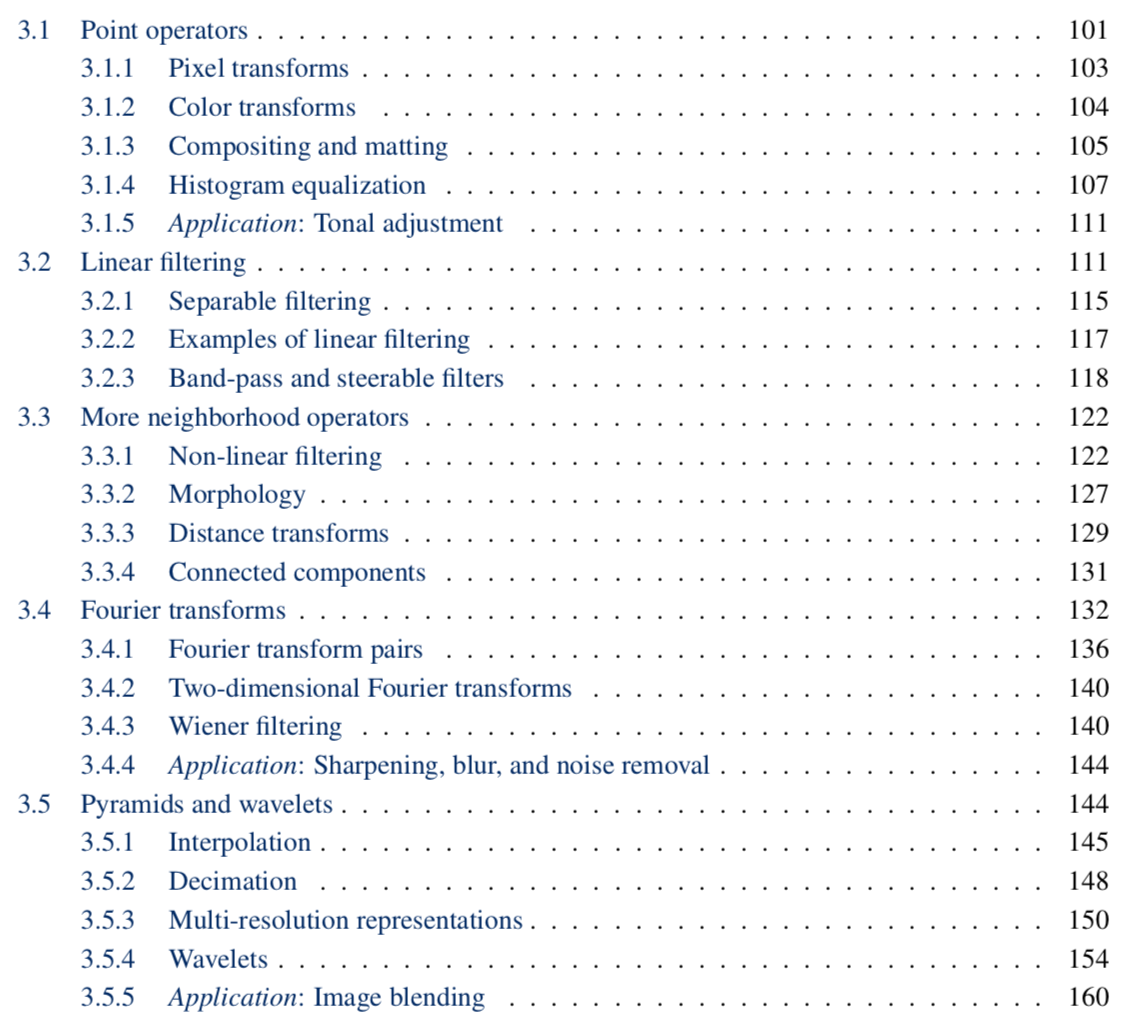 3.1 Point operators . . . . . . . . . . . . . . . . . . . . . . . . . . . . . . . . . . . . . . 101
3.1.1 Pixel transforms . . . . . . . . . . . . . . . . . . . . . . . . . . . . . . . . . 103
3.1.2 Color transforms . . . . . . . . . . . . . . . . . . . . . . . . . . . . . . . . 104
3.1.3 Compositing and matting . . . . . . . . . . . . . . . . . . . . . . . . . . . . 105
3.1.4 Histogram equalization . . . . . . . . . . . . . . . . . . . . . . . . . . . . . 107
3.1.5 Application: Tonal adjustment . . . . . . . . . . . . . . . . . . . . . . . . . 111
3.2 Linear filtering . . . . . . . . . . . . . . . . . . . . . . . . . . . . . . . . . . . . . . 111
3.2.1 Separable filtering . . . . . . . . . . . . . . . . . . . . . . . . . . . . . . . . 115
3.2.2 Examples of linear filtering . . . . . . . . . . . . . . . . . . . . . . . . . . . 117
3.2.3 Band-pass and steerable filters . . . . . . . . . . . . . . . . . . . . . . . . . 118
3.3 More neighborhood operators . . . . . . . . . . . . . . . . . . . . . . . . . . . . . . 122
3.3.1 Non-linear filtering . . . . . . . . . . . . . . . . . . . . . . . . . . . . . . . 122
3.3.2 Morphology . . . . . . . . . . . . . . . . . . . . . . . . . . . . . . . . . . . 127
3.3.3 Distance transforms . . . . . . . . . . . . . . . . . . . . . . . . . . . . . . . 129
3.3.4 Connected components . . . . . . . . . . . . . . . . . . . . . . . . . . . . . 131
3.4 Fourier transforms . . . . . . . . . . . . . . . . . . . . . . . . . . . . . . . . . . . . 132
3.4.1 Fourier transform pairs . . . . . . . . . . . . . . . . . . . . . . . . . . . . . 136
3.4.2 Two-dimensional Fourier transforms . . . . . . . . . . . . . . . . . . . . . . 140
3.4.3 Wiener filtering . . . . . . . . . . . . . . . . . . . . . . . . . . . . . . . . . 140
3.4.4 Application: Sharpening, blur, and noise removal . . . . . . . . . . . . . . . . 144
3.5 Pyramids and wavelets . . . . . . . . . . . . . . . . . . . . . . . . . . . . . . . . . . 144
3.5.1 Interpolation . . . . . . . . . . . . . . . . . . . . . . . . . . . . . . . . . . . 145
3.5.2 Decimation . . . . . . . . . . . . . . . . . . . . . . . . . . . . . . . . . . . 148
3.5.3 Multi-resolution representations . . . . . . . . . . . . . . . . . . . . . . . . . 150
3.5.4 Wavelets . . . . . . . . . . . . . . . . . . . . . . . . . . . . . . . . . . . . . 154
3.5.5 Application: Image blending . . . . . . . . . . . . . . . . . . . . . . . . . . 160